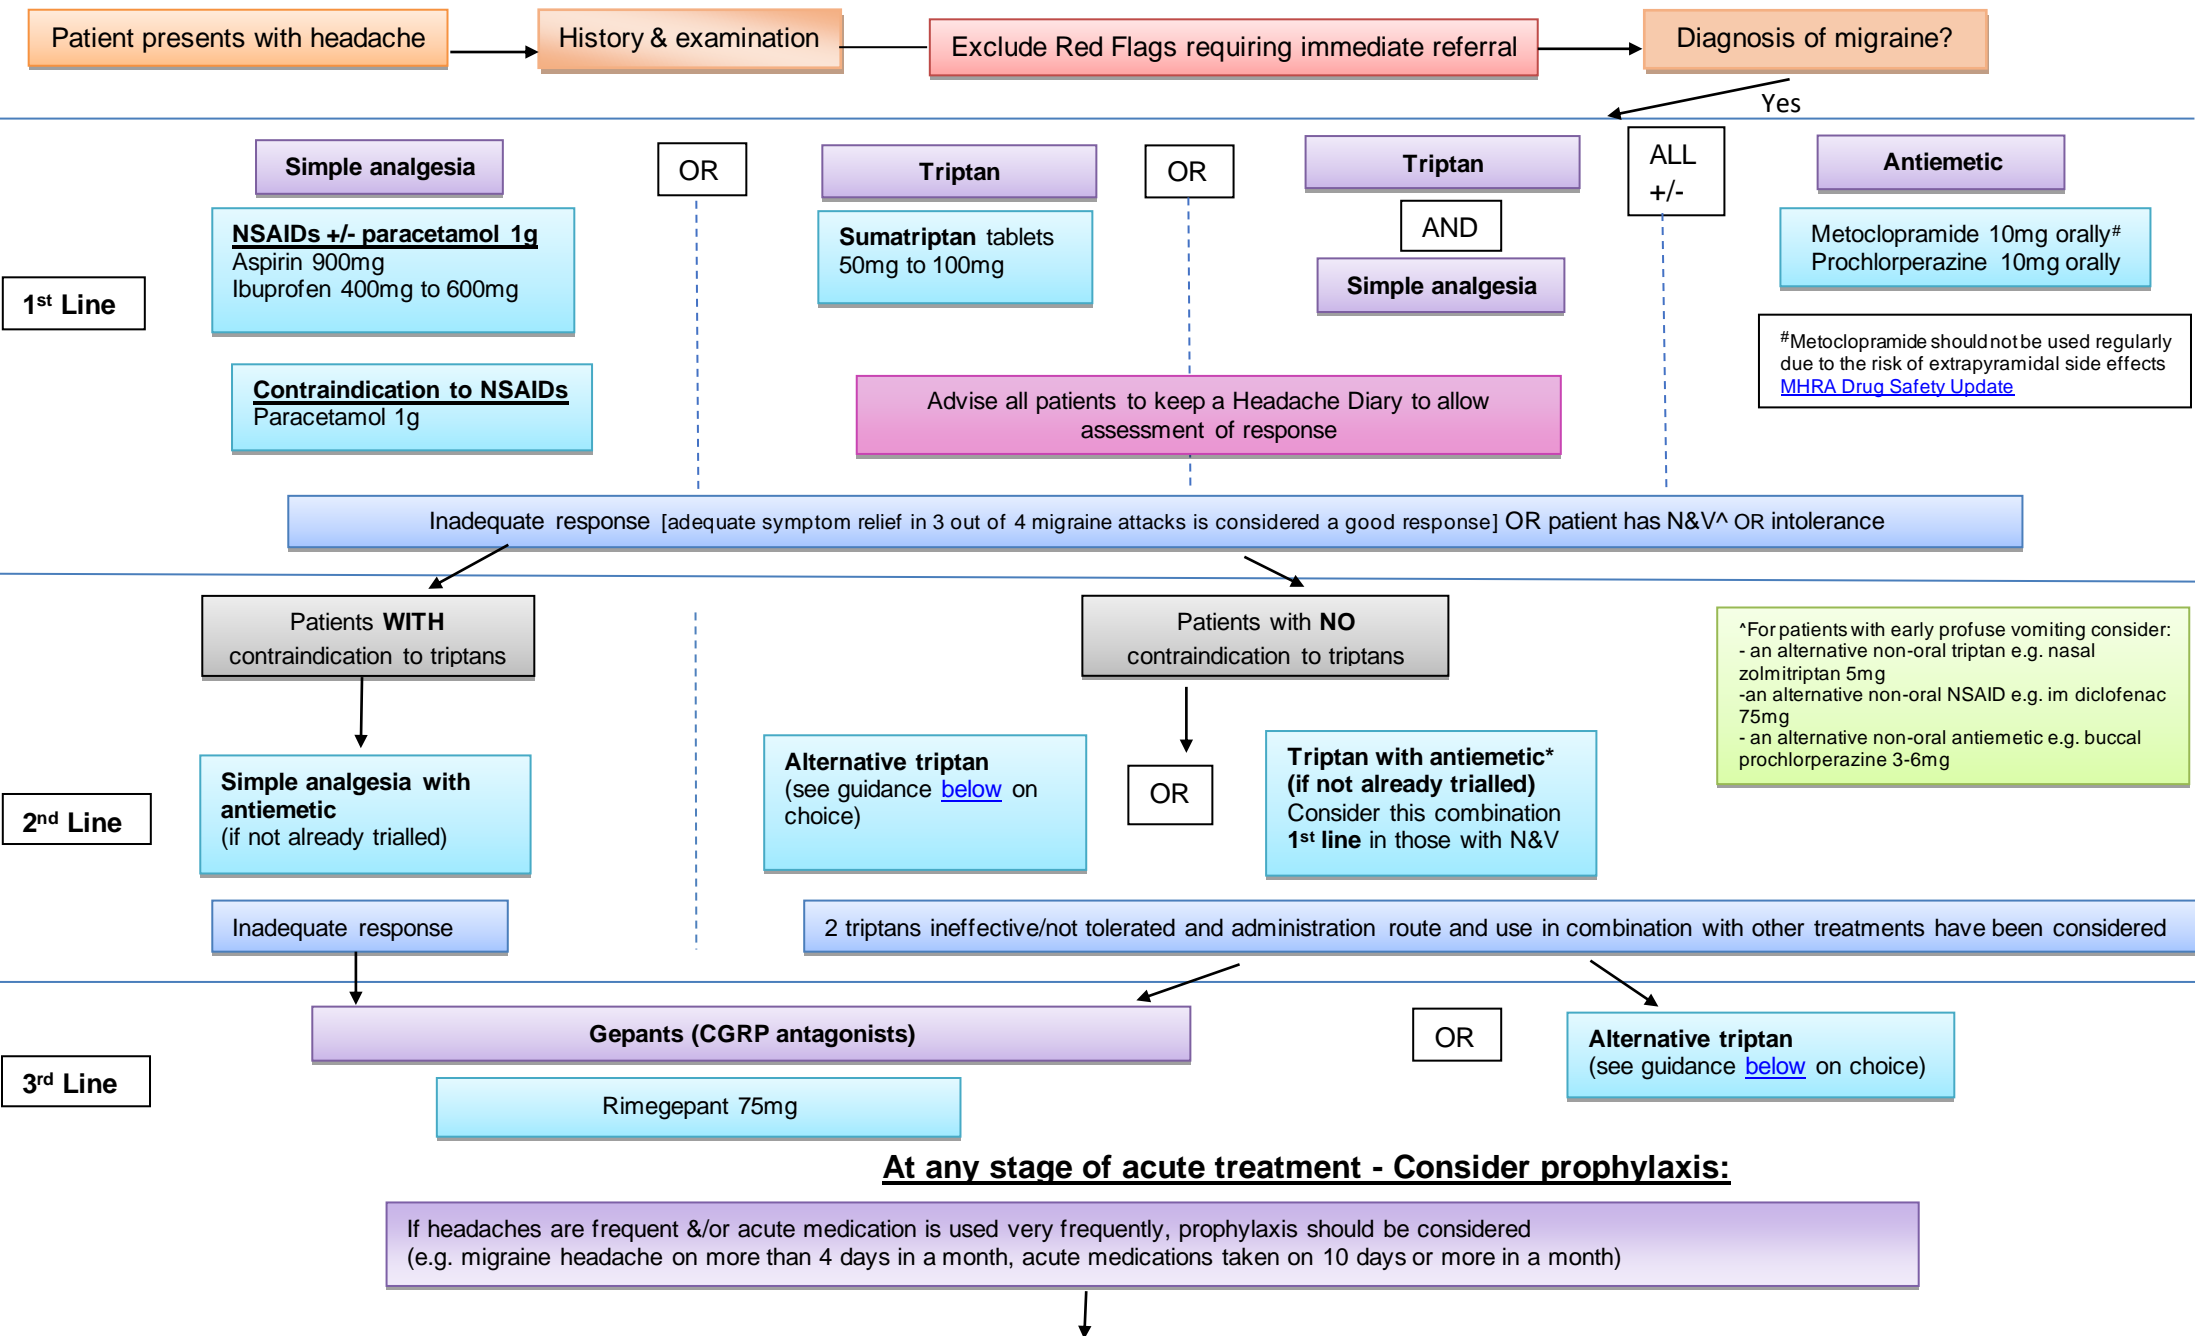 Patient presents with headache
History & examination
Exclude Red Flags requiring immediate referral
Diagnosis of migraine?
Yes
Simple analgesia
OR
Triptan
OR
Triptan
ALL
+/-
Antiemetic
NSAIDs +/- paracetamol 1g
Aspirin 900mg
Ibuprofen 400mg to 600mg
Sumatriptan tablets
50mg to 100mg
AND
Simple analgesia
Metoclopramide 10mg orally#
Prochlorperazine 10mg orally
1st Line
#Metoclopramide should not be used regularly
due to the risk of extrapyramidal side effects
MHRA Drug Safety Update
Contraindication to NSAIDs
Paracetamol 1g
Advise all patients to keep a Headache Diary to allow
assessment of response
Inadequate response [adequate symptom relief in 3 out of 4 migraine attacks is considered a good response] OR patient has N&V^ OR intolerance
Patients WITH
contraindication to triptans
Patients with NO
contraindication to triptans
^For patients with early profuse vomiting consider:
- an alternative non-oral triptan e.g. nasal
zolmitriptan 5mg
-an alternative non-oral NSAID e.g. im diclofenac
75mg
- an alternative non-oral antiemetic e.g. buccal
prochlorperazine 3-6mg
2nd Line
Simple analgesia with
antiemetic
(if not already trialled)
Alternative triptan
(see guidance below on
choice)
OR
Triptan with antiemetic*
(if not already trialled)
Consider this combination
1st line in those with N&V
Inadequate response
2 triptans ineffective/not tolerated and administration route and use in combination with other treatments have been considered
3rd Line
Gepants (CGRP antagonists)
Rimegepant 75mg
OR
Alternative triptan
(see guidance below on choice)
At any stage of acute treatment - Consider prophylaxis:
If headaches are frequent &/or acute medication is used very frequently, prophylaxis should be considered
(e.g. migraine headache on more than 4 days in a month, acute medications taken on 10 days or more in a month)